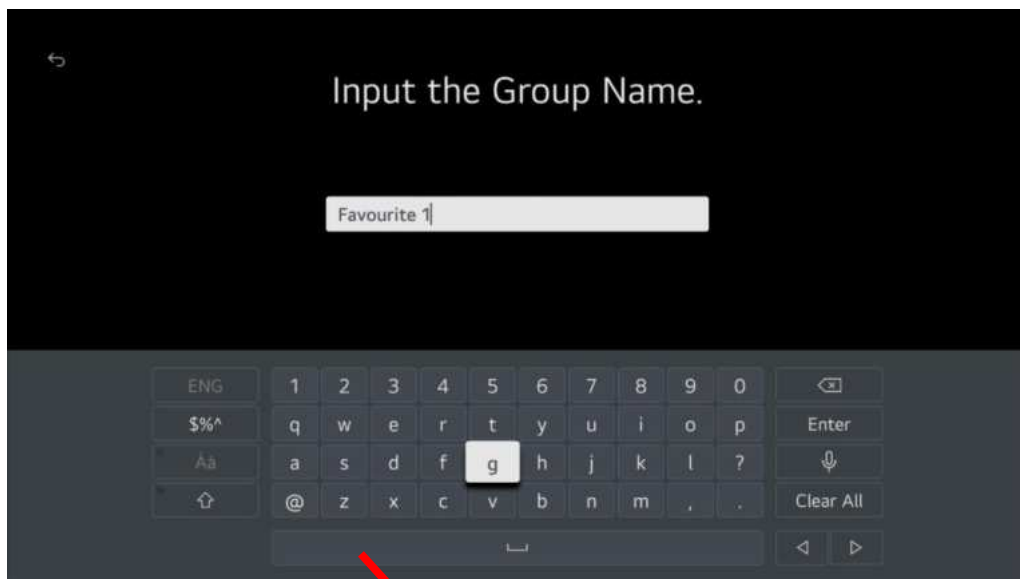 Input the Group Name.
Favourite 1
ENG 1 2 3 4 5 6 7 8 9 0
$%^ q w e r t y u i o p Enter
Áä a s d f g h j k l ?
@ z x c v b n m , . Clear All